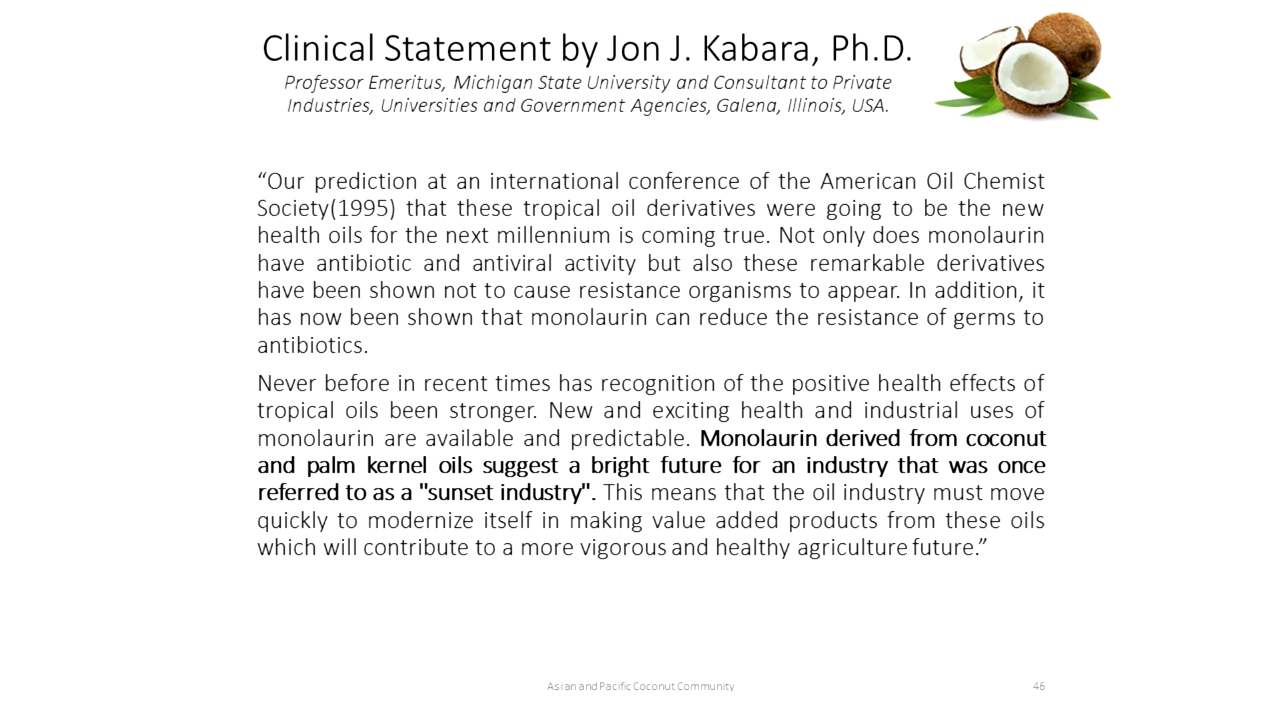 Clinical Statement by Jon J. Kabara, Ph.D.
Professor Emeritus, Michigan State University and Consultant to Private
Industries, Universities and Government Agencies, Galena, Illinois, USA.
“Our prediction at an international conference of the American Oil Chemist
Society(1995) that these tropical oil derivatives were going to be the new
health oils for the next millennium is coming true. Not only does monolaurin
have antibiotic and antiviral activity but also these remarkable derivatives
have been shown not to cause resistance organisms to appear. In addition, it
has now been shown that monolaurin can reduce the resistance of germs to
antibiotics.
Never before in recent times has recognition of the positive health effects of
tropical oils been stronger. New and exciting health and industrial uses of
monolaurin are available and predictable. Monolaurin derived from coconut
and palm kernel oils suggest a bright future for an industry that was once
referred to as a "sunset industry". This means that the oil industry must move
quickly to modernize itself in making value added products from these oils
which will contribute to a more vigorous and healthy agriculture future.”
Asian and Pacific Coconut Community
46